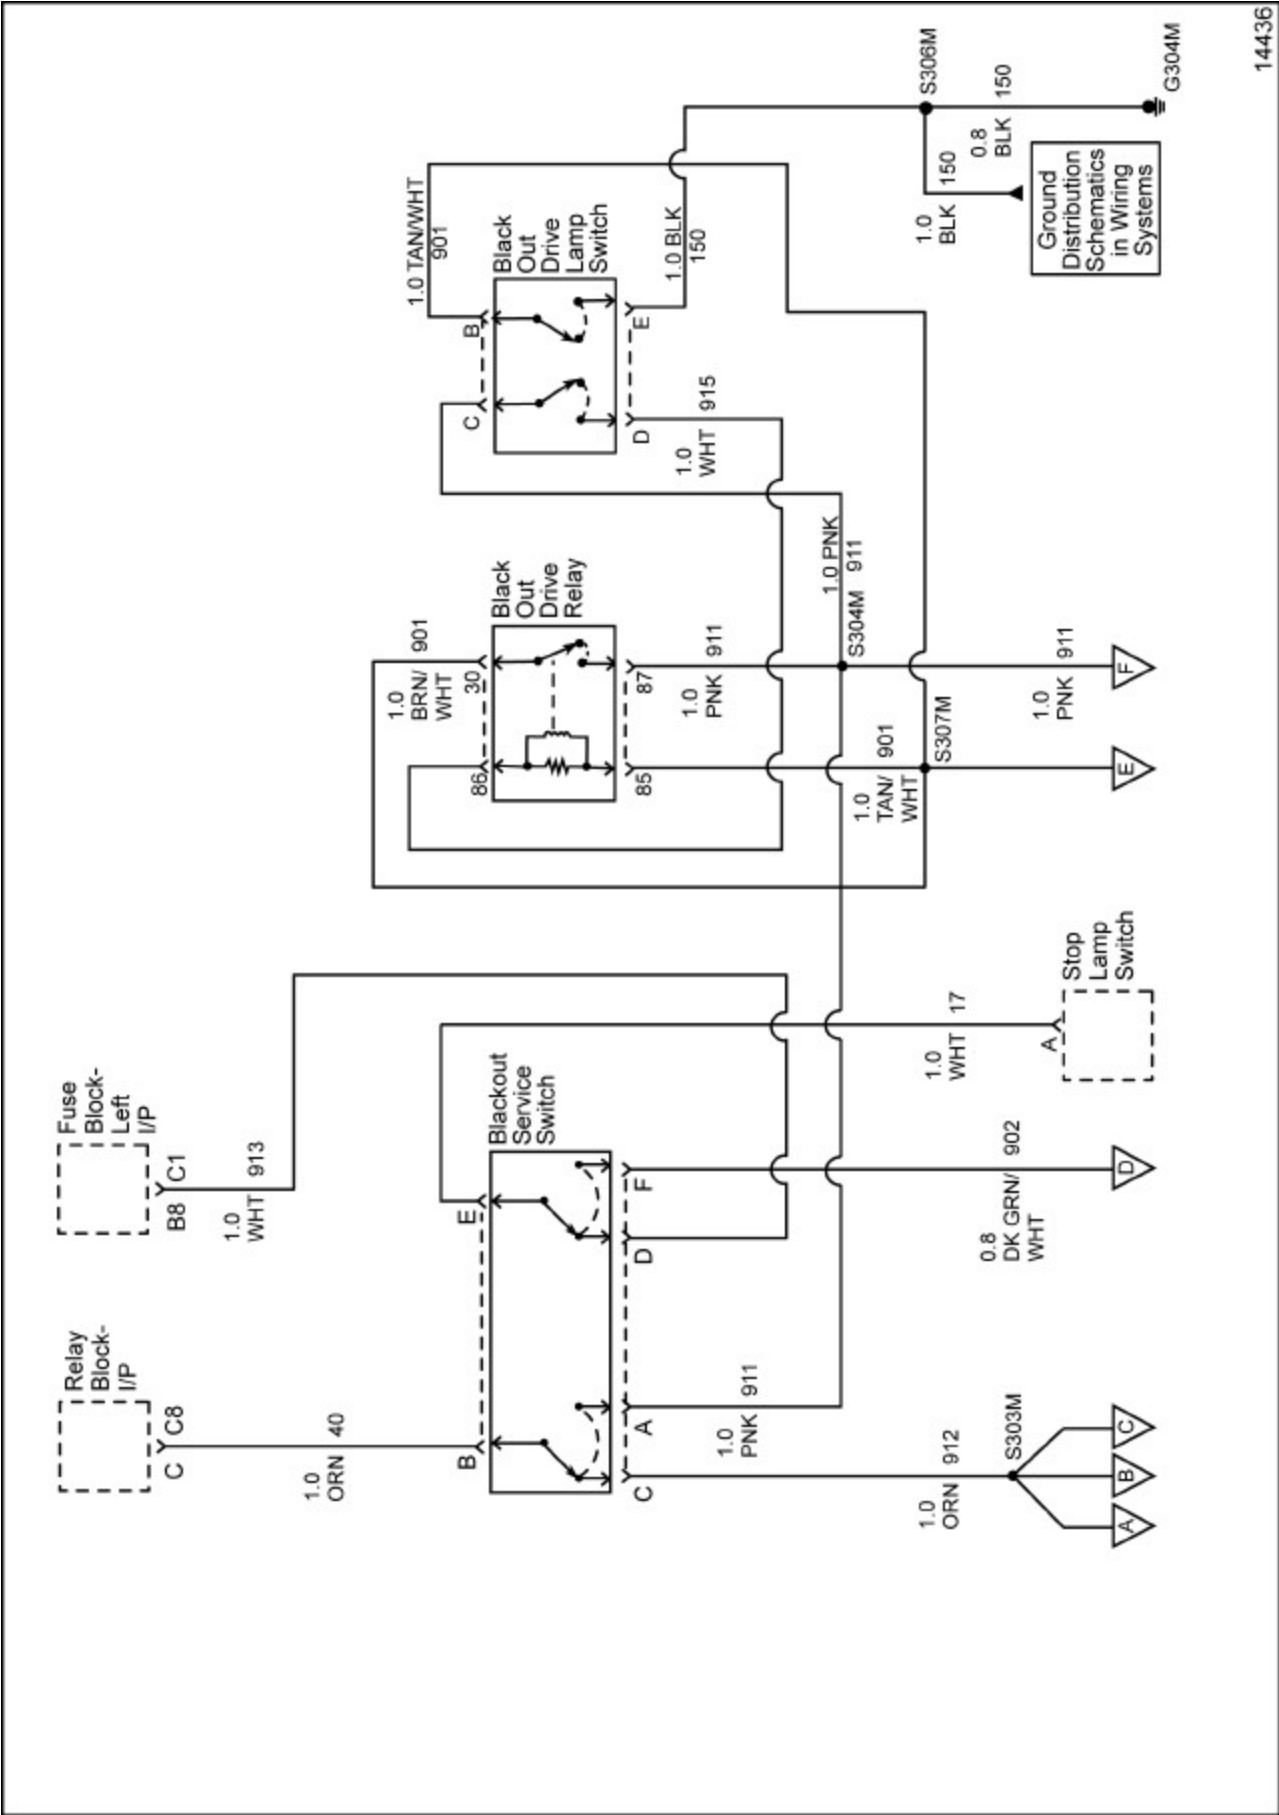 Relay
Block-
I/P
C C8
1.0
ORN 40
Fuse
Block-
Left
I/P
B8 C1
1.0
WHT 913
B
E
Blackout
Service
Switch
C
A
D
F
1.0
PNK 911
1.0
ORN 912
S303M
A
B
C
0.8
DK GRN/ 902
WHT
D
1.0
WHT 17
A
Stop
Lamp
Switch
1.0
BRN/ 901
WHT
86
30
Black
Out
Drive
Relay
85
87
1.0
PNK 911
1.0
TAN/ 901
WHT
S307M
S304M
1.0 PNK
911
1.0
PNK 911
E
F
1.0 TAN/WHT
901
C
B
Black
Out
Drive
Lamp
Switch
D
E
1.0
WHT 915
1.0 BLK
150
S306M
1.0
BLK 150
0.8
BLK 150
Ground
Distribution
Schematics
in Wiring
Systems
G304M
14436